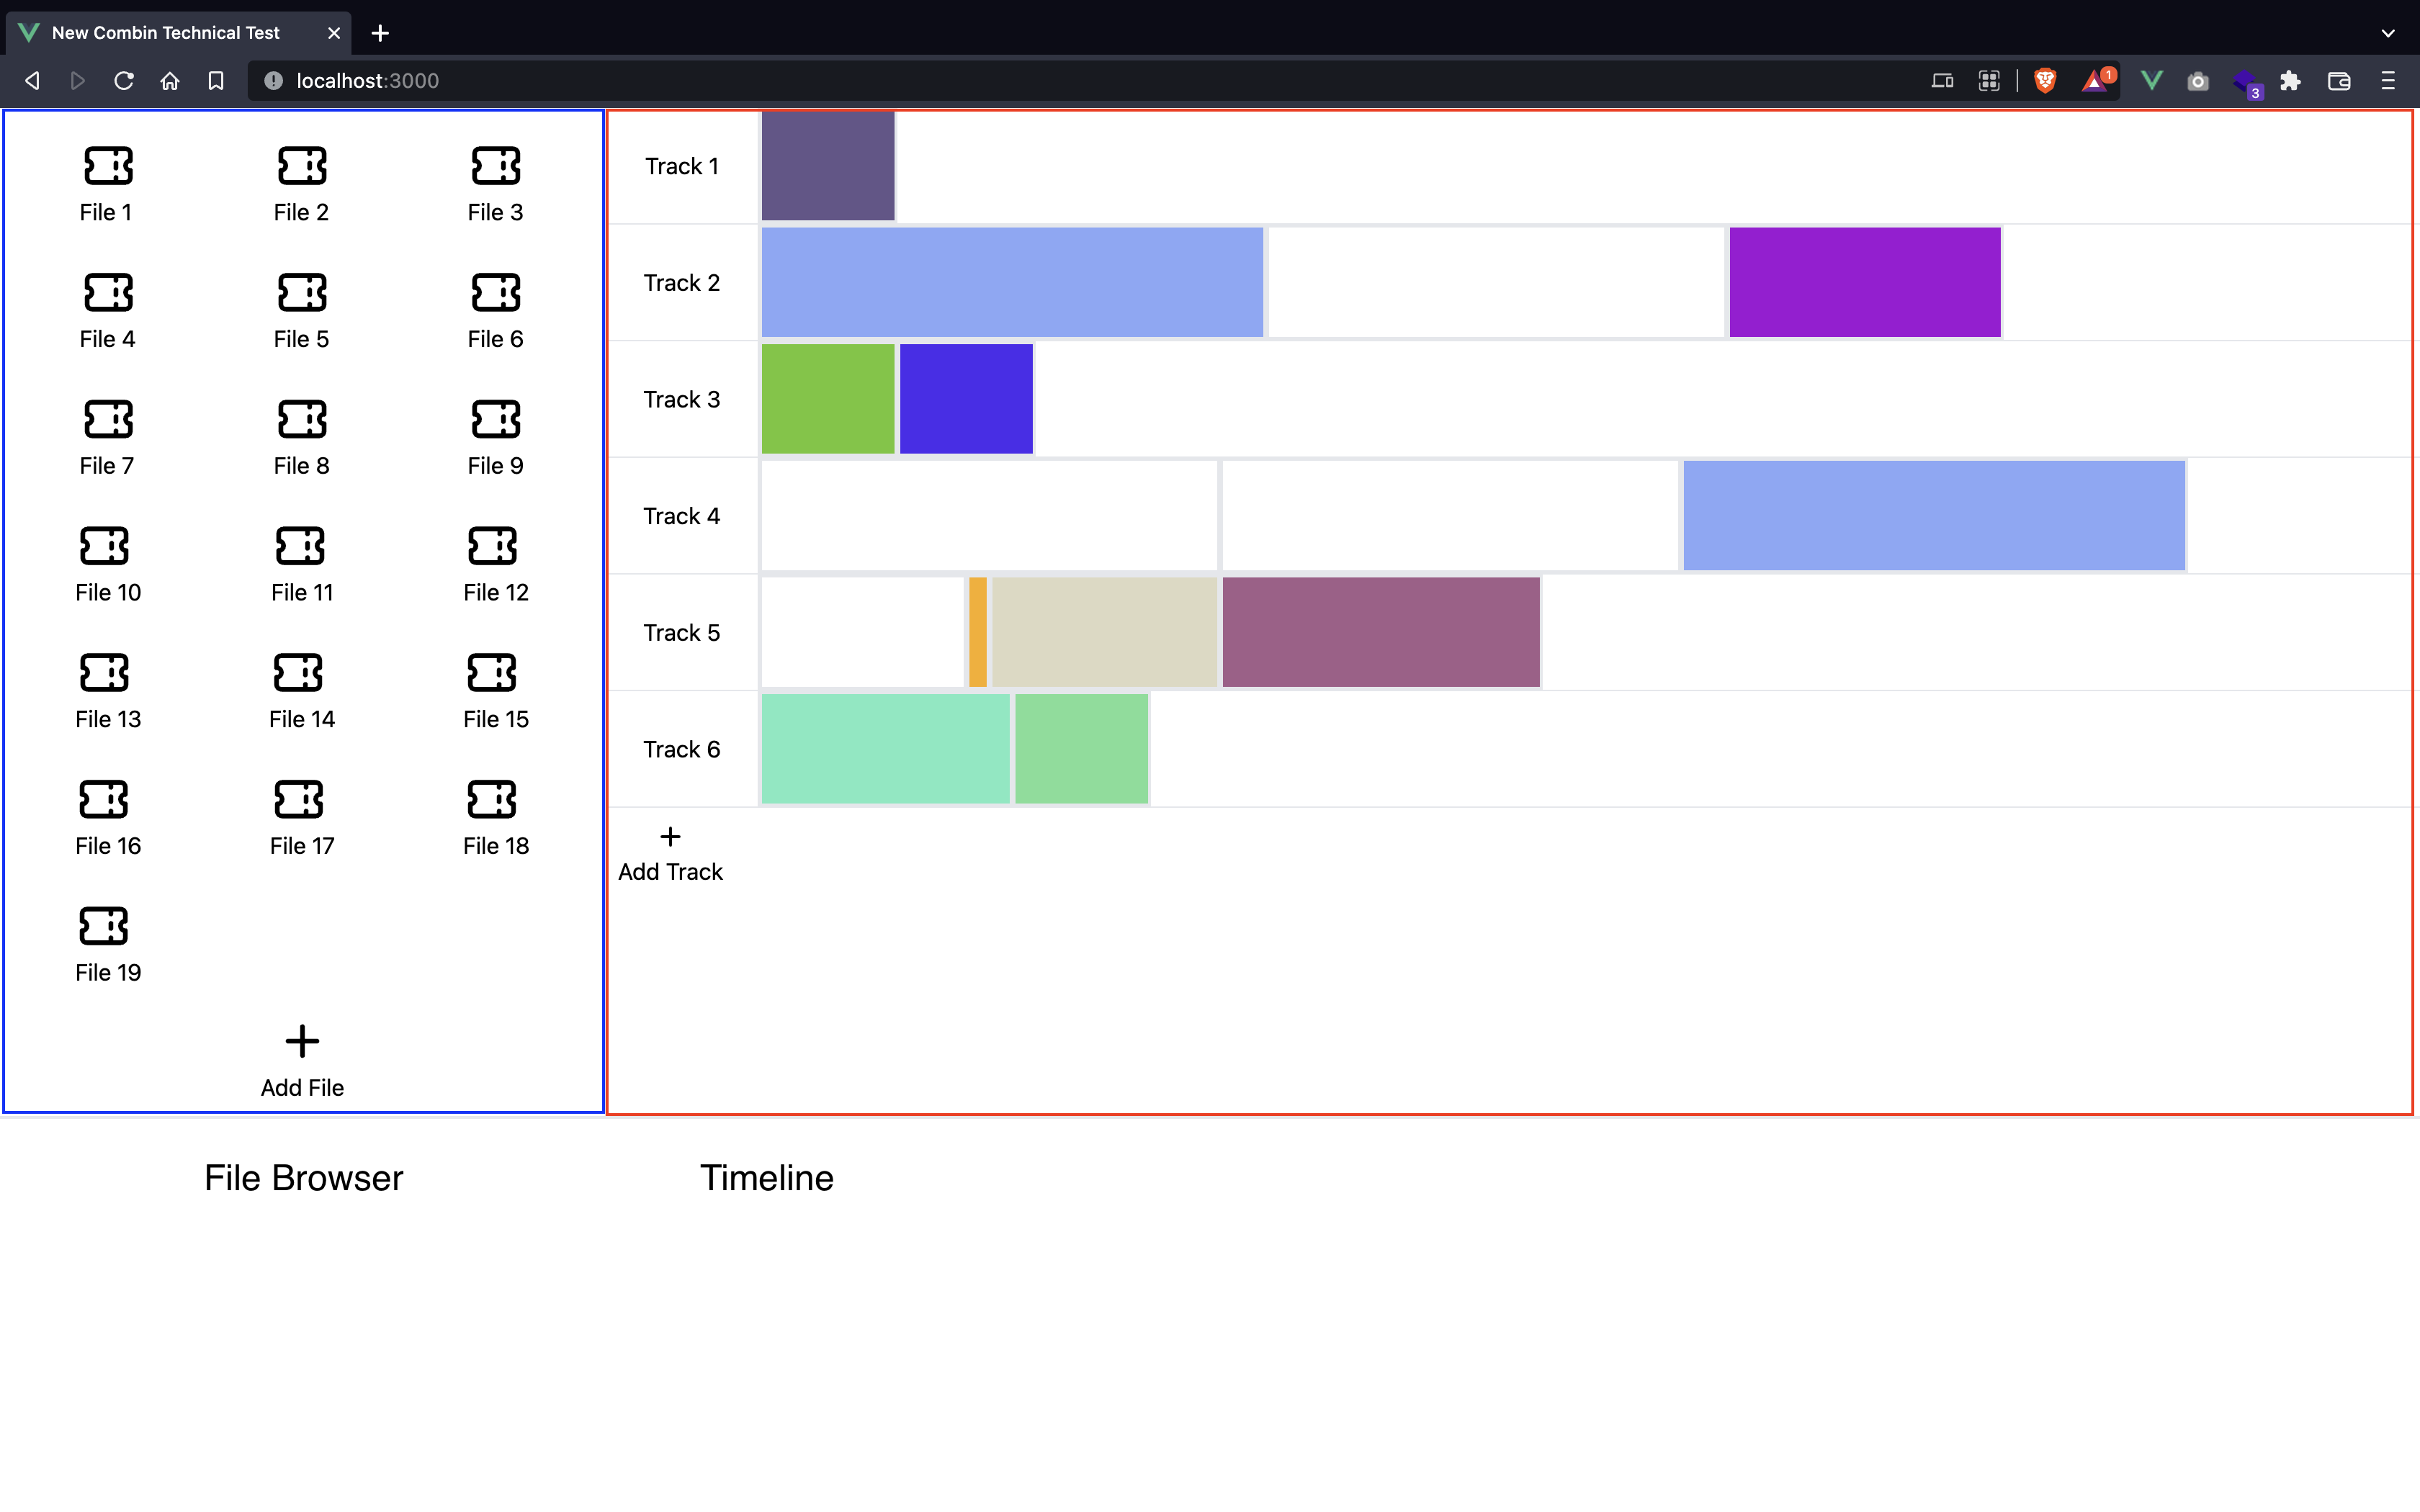 New Combin Technical Test
localhost:3000
1
3
File 1
File 2
File 3
File 4
File 5
File 6
File 7
File 8
File 9
File 10
File 11
File 12
File 13
File 14
File 15
File 16
File 17
File 18
File 19
Add File
Track 1
Track 2
Track 3
Track 4
Track 5
Track 6
Add Track
File Browser
Timeline